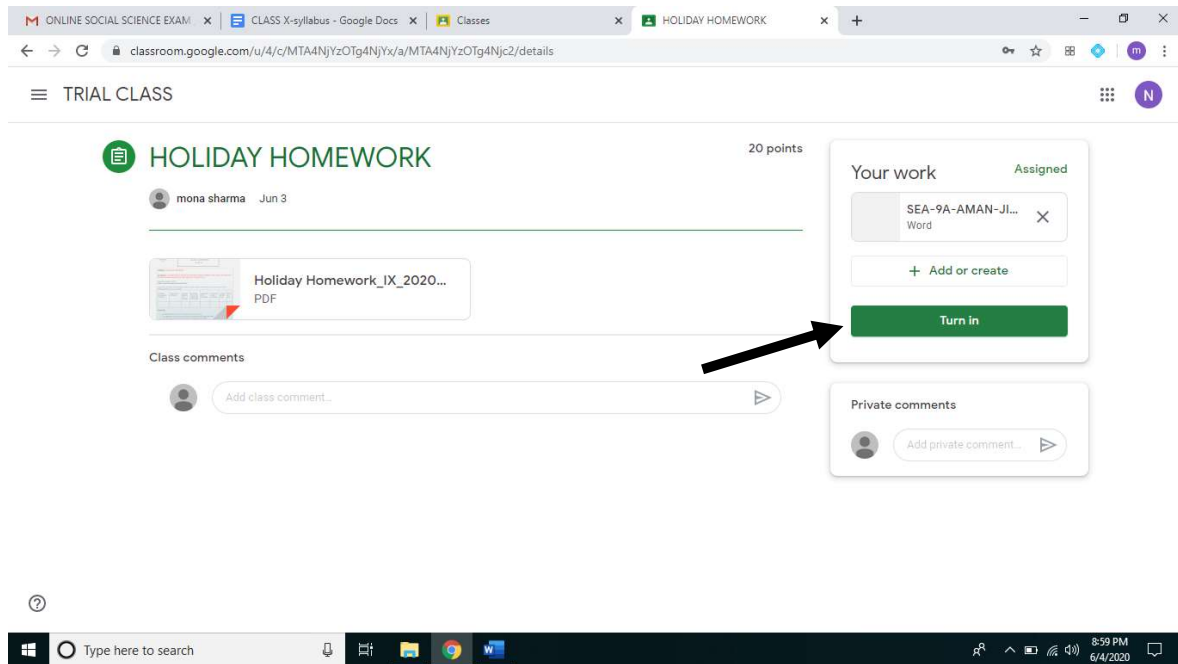 ONLINE SOCIAL SCIENCE EXAM
CLASS X-syllabus - Google Docs
Classes
HOLIDAY HOMEWORK
classroom.google.com/u/4/c/MTA4NjYzOTg4NjYx/a/MTA4NjYzOTg4Njc2/details
m
TRIAL CLASS
N
HOLIDAY HOMEWORK
20 points
mona sharma Jun 3
Holiday Homework_IX_2020...
PDF
Class comments
Add class comment...
Your work
Assigned
SEA-9A-AMAN-JI...
Word
+ Add or create
Turn in
Private comments
Add private comment...
Type here to search
8:59 PM
6/4/2020